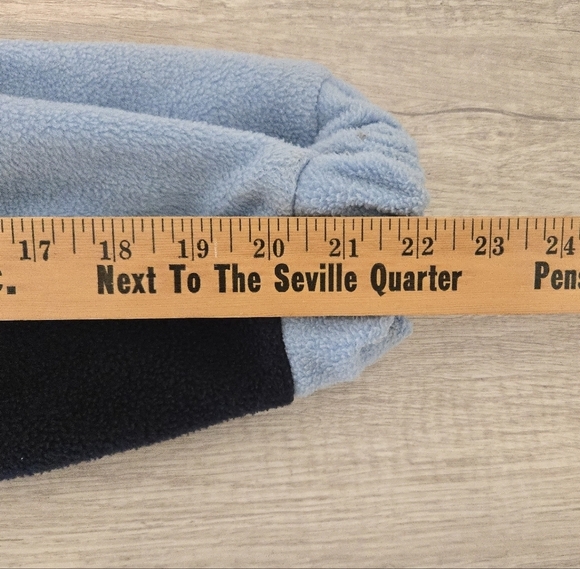 17 18 19 20 21 22 23 24
Next To The Seville Quarter Pens